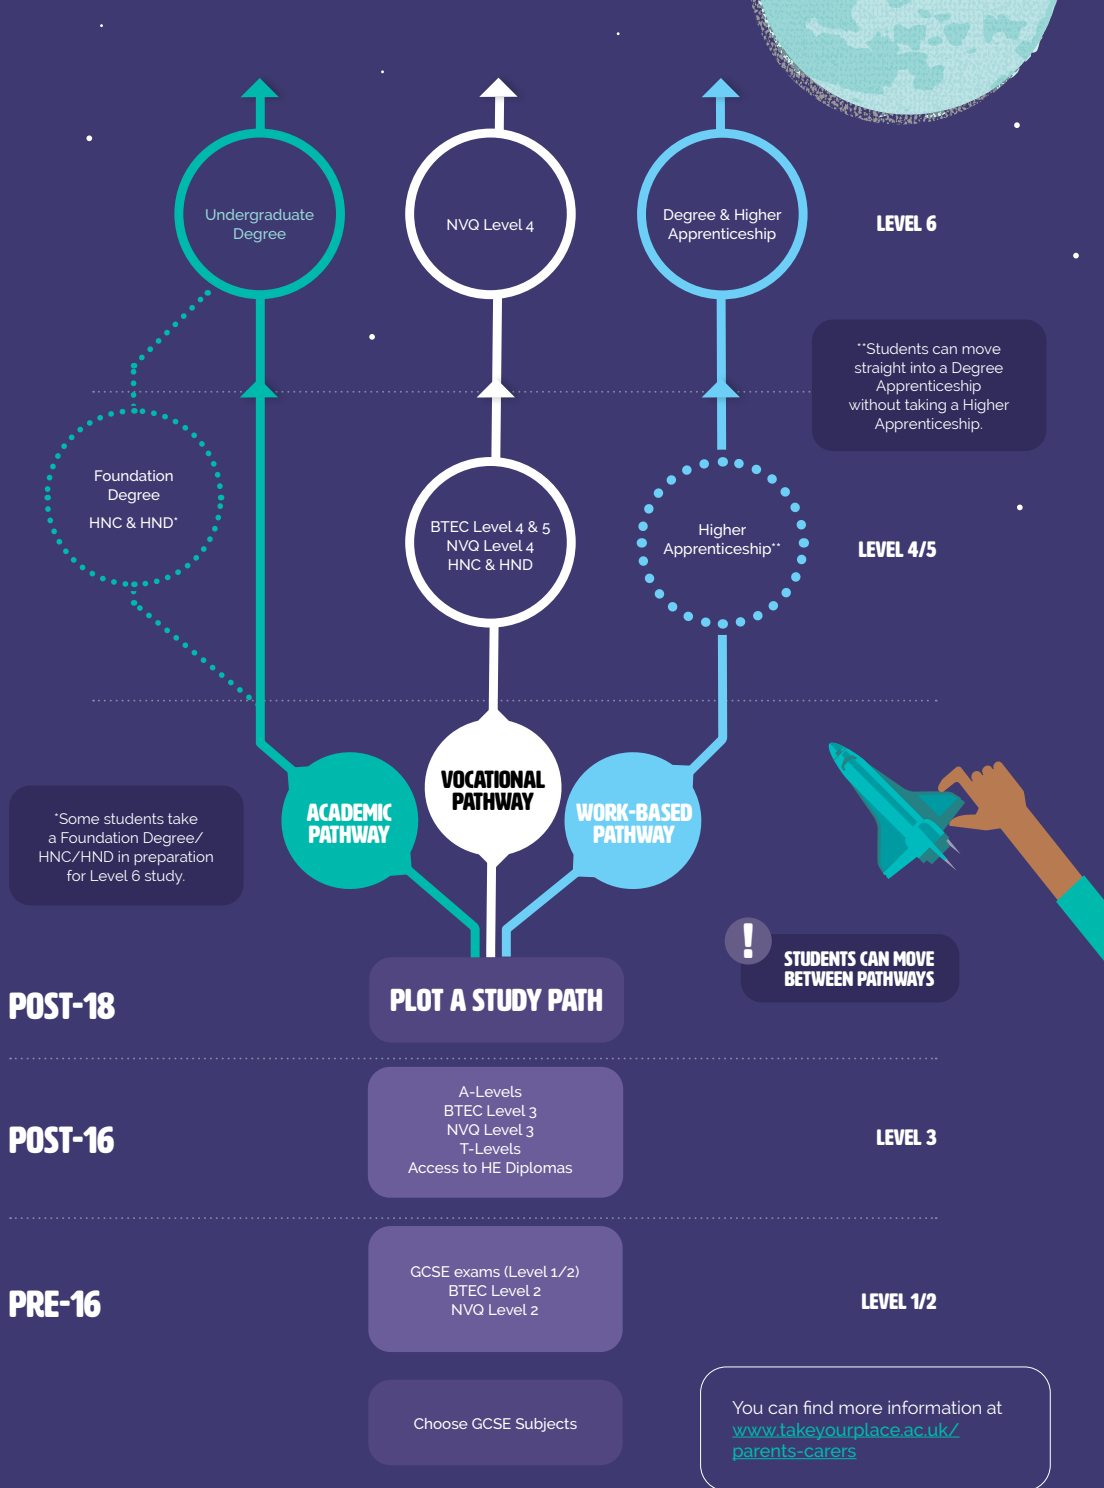 Undergraduate
Degree
NVQ Level 4
Degree & Higher
Apprenticeship
LEVEL 6
**Students can move
straight into a Degree
Apprenticeship
without taking a Higher
Apprenticeship.
Foundation
Degree
HNC & HND*
BTEC Level 4 & 5
NVQ Level 4
HNC & HND
Higher
Apprenticeship**
LEVEL 4/5
*Some students take
a Foundation Degree/
HNC/HND in preparation
for Level 6 study.
ACADEMIC
PATHWAY
VOCATIONAL
PATHWAY
WORK-BASED
PATHWAY
!
STUDENTS CAN MOVE
BETWEEN PATHWAYS
POST-18
PLOT A STUDY PATH
POST-16
A-Levels
BTEC Level 3
NVQ Level 3
T-Levels
Access to HE Diplomas
LEVEL 3
PRE-16
GCSE exams (Level 1/2)
BTEC Level 2
NVQ Level 2
LEVEL 1/2
Choose GCSE Subjects
You can find more information at
www.takeyourplace.ac.uk/
parents-carers